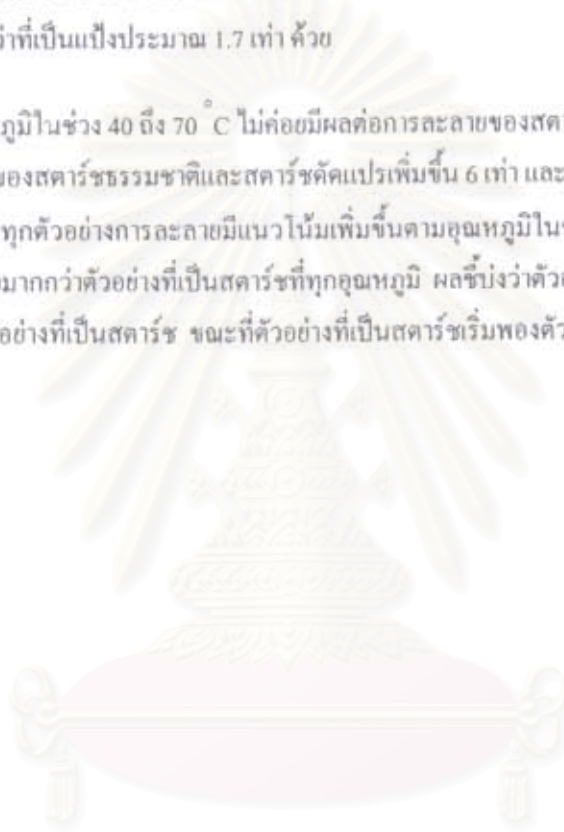 ว่าที่เป็นแป้งประมาณ 1.7 เท่า ด้วย
ภูมิในช่วง 40 ถึง 70 °C ไม่ค่อยมีผลต่อการละลายของสตา
ของสตาร์ชธรรมชาติและสตาร์ชดัดแปรเพิ่มขึ้น 6 เท่า และ
ทุกตัวอย่างการละลายมีแนวโน้มเพิ่มขึ้นตามอุณหภูมิใน
มากกว่าตัวอย่างที่เป็นสตาร์ชที่ทุกอุณหภูมิ ผลชี้บ่งว่าตัว
อย่างที่เป็นสตาร์ช ขณะที่ตัวอย่างที่เป็นสตาร์ชเริ่มพองตัว